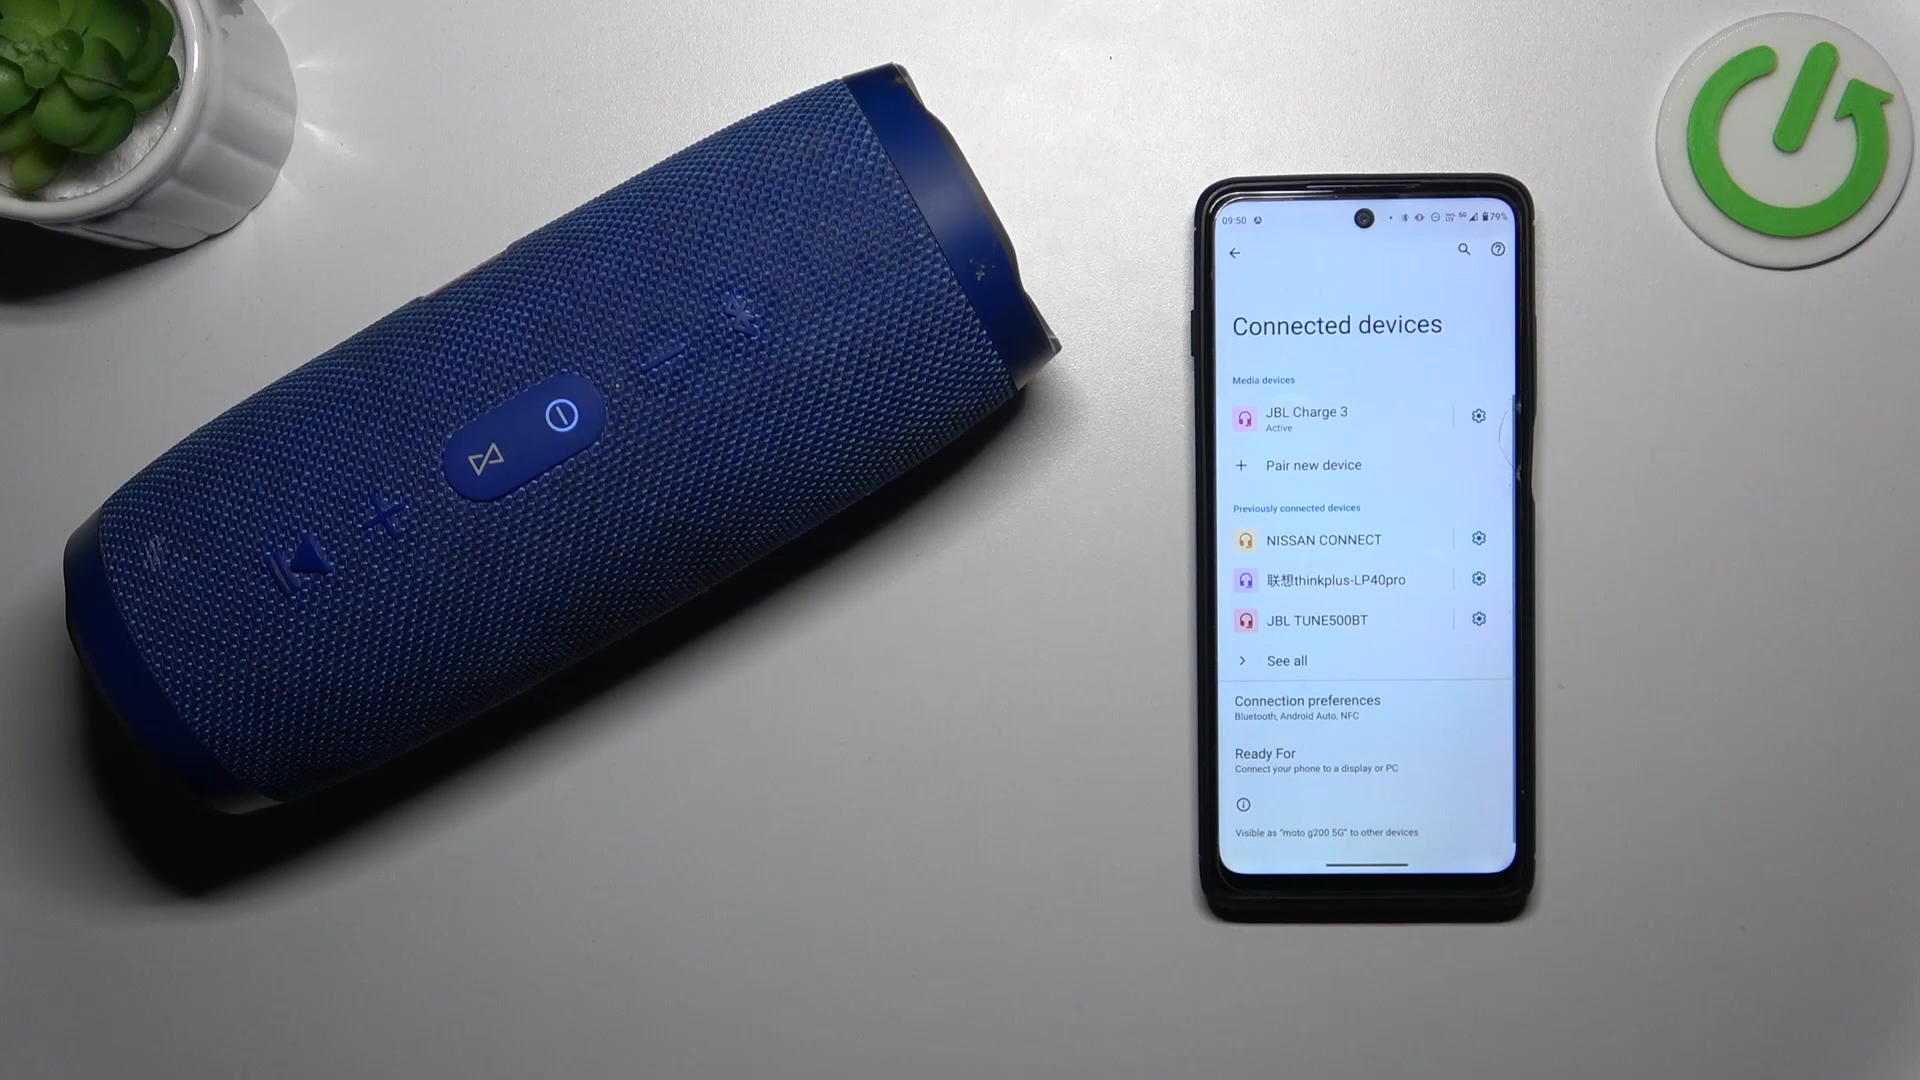 09:50
5G 79%
Connected devices
Media devices
JBL Charge 3
Active
Pair new device
Previously connected devices
NISSAN CONNECT
联想thinkplus-LP40pro
JBL TUNE500BT
See all
Connection preferences
Bluetooth, Android Auto, NFC
Ready For
Connect your phone to a display or PC
Visible as "moto g200 5G" to other devices